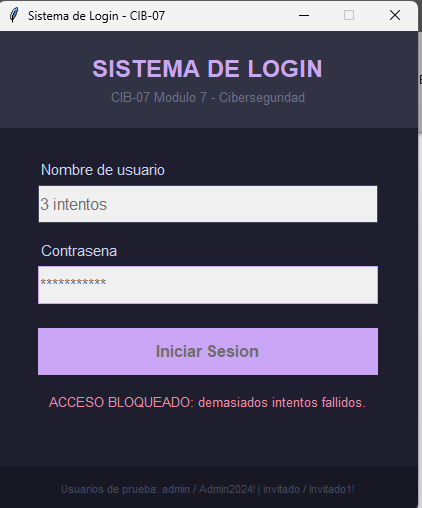 Sistema de Login - CIB-07
SISTEMA DE LOGIN
CIB-07 Modulo 7 - Ciberseguridad
Nombre de usuario
3 intentos
Contrasena
***********
Iniciar Sesion
ACCESO BLOQUEADO: demasiados intentos fallidos.
Usuarios de prueba: admin / Admin2024! | invitado / Invitado1!